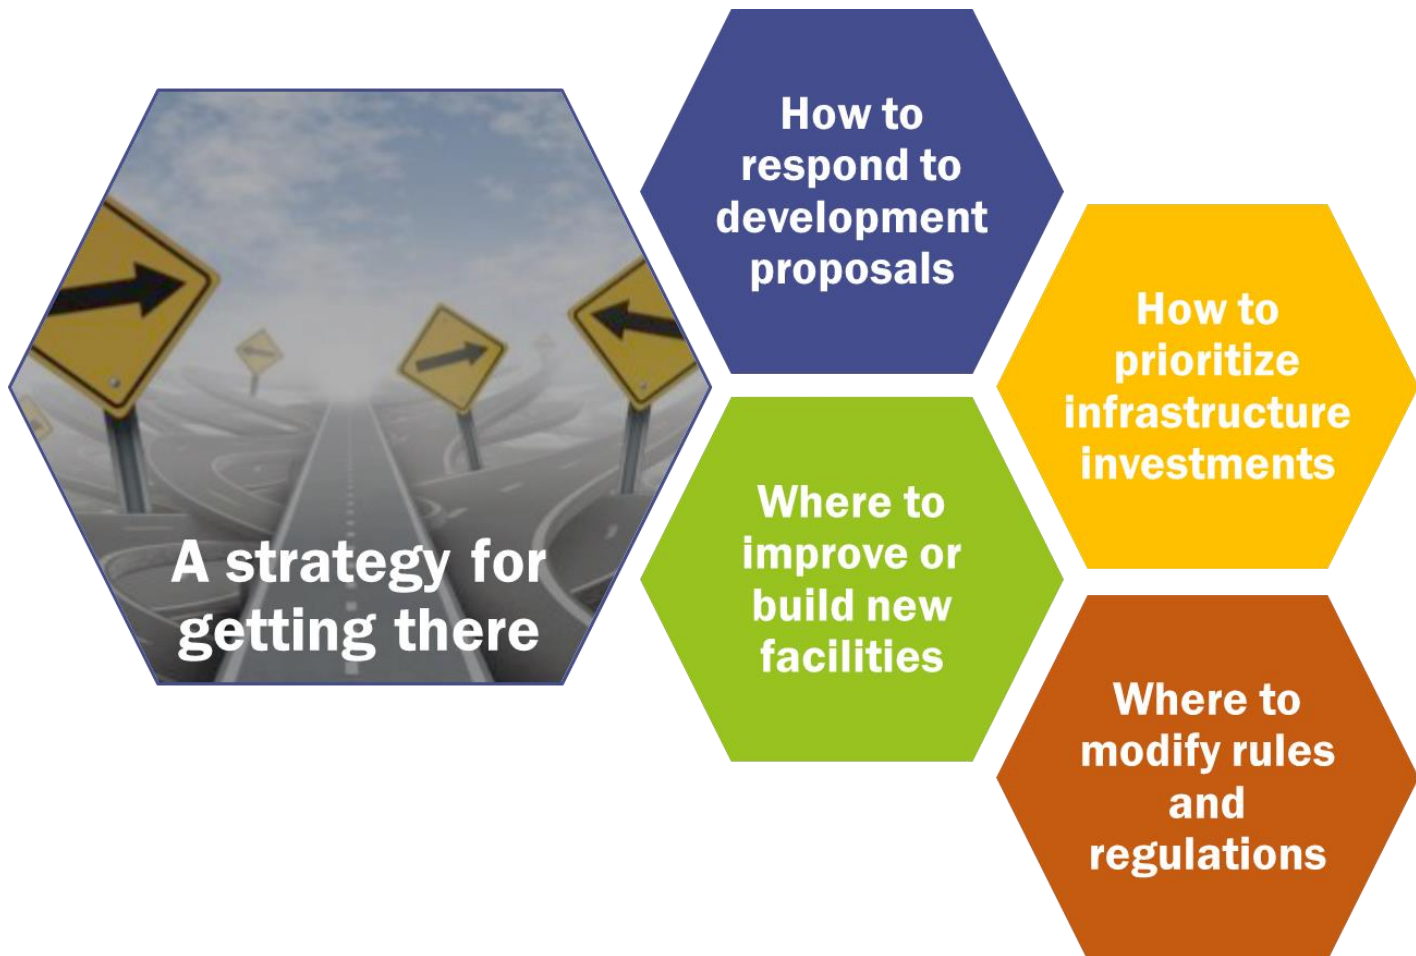 A strategy for
getting there
How to
respond to
development
proposals
How to
prioritize
infrastructure
investments
Where to
improve or
build new
facilities
Where to
modify rules
and
regulations